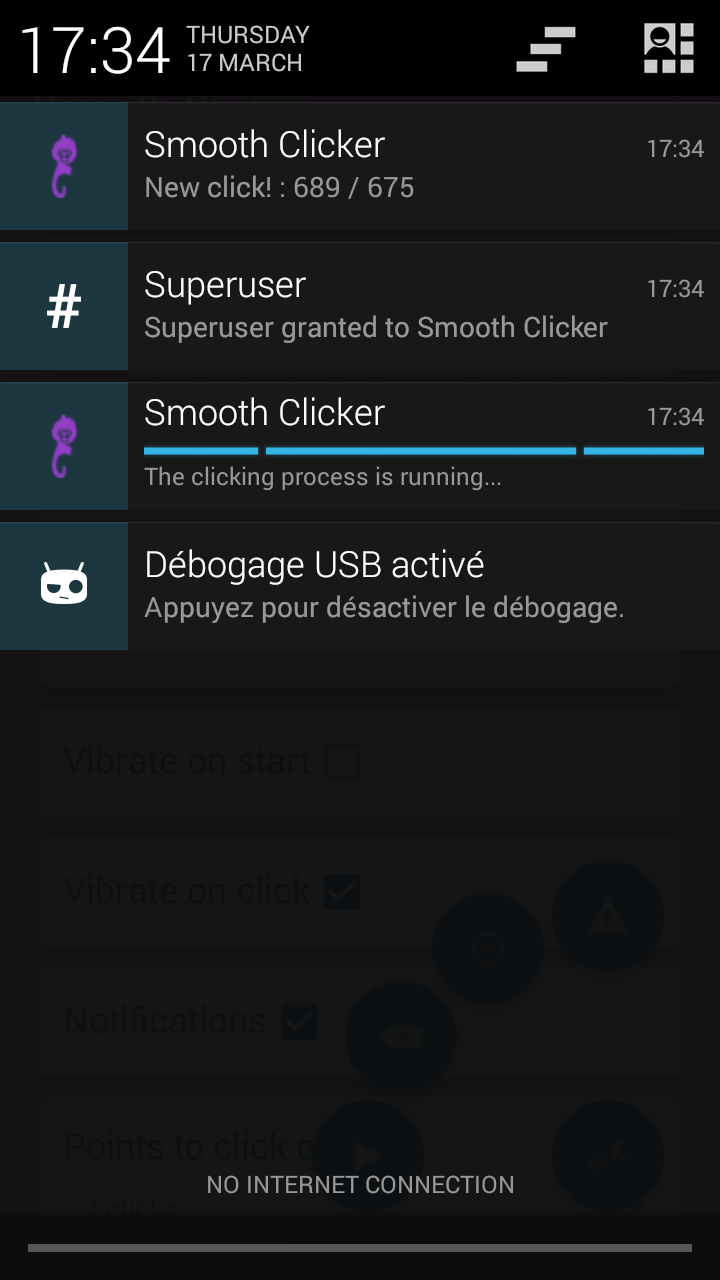 17:34
THURSDAY
17 MARCH
Smooth Clicker
17:34
New click! : 689 / 675
#
Superuser
17:34
Superuser granted to Smooth Clicker
Smooth Clicker
17:34
The clicking process is running...
Débogage USB activé
Appuyez pour désactiver le débogage.
Vibrate on start
Vibrate on click
Notifications
Points to click
NO INTERNET CONNECTION
3 clicks